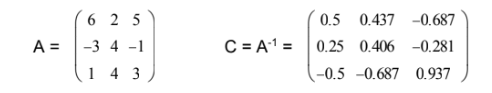 6 2 5
A = –3 4 –1
1 4 3
0.5 0.437 –0.687
C = A-1 = 0.25 0.406 –0.281
–0.5 –0.687 0.937